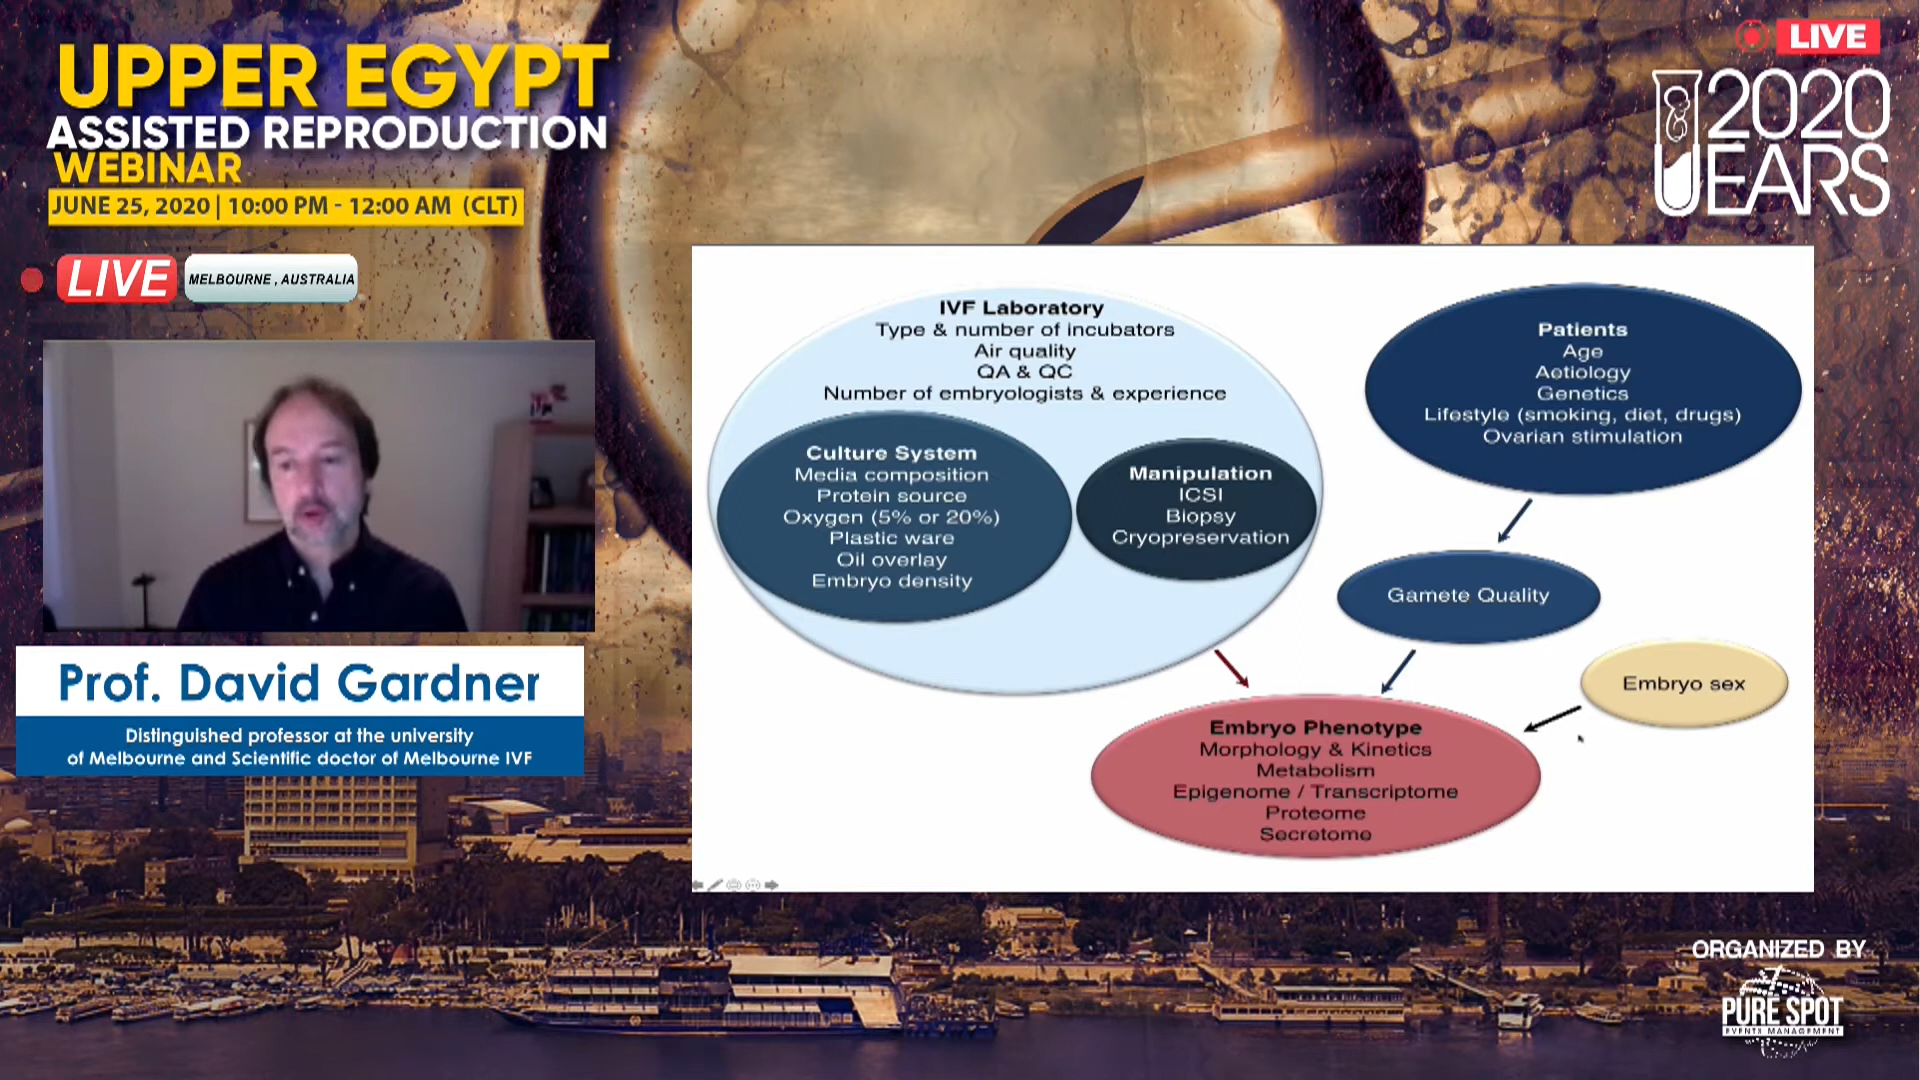 UPPER EGYPT
ASSISTED REPRODUCTION
WEBINAR
JUNE 25, 2020 | 10:00 PM - 12:00 AM (CLT)
LIVE
MELBOURNE , AUSTRALIA
Prof. David Gardner
Distinguished professor at the university
of Melbourne and Scientific doctor of Melbourne IVF
LIVE
2020
UEARS
IVF Laboratory
Type & number of incubators
Air quality
QA & QC
Number of embryologists & experience
Culture System
Media composition
Protein source
Oxygen (5% or 20%)
Plastic ware
Oil overlay
Embryo density
Manipulation
ICSI
Biopsy
Cryopreservation
Patients
Age
Aetiology
Genetics
Lifestyle (smoking, diet, drugs)
Ovarian stimulation
Gamete Quality
Embryo sex
Embryo Phenotype
Morphology & Kinetics
Metabolism
Epigenome / Transcriptome
Proteome
Secretome
ORGANIZED BY
PURE SPOT
EVENTS MANAGEMENT